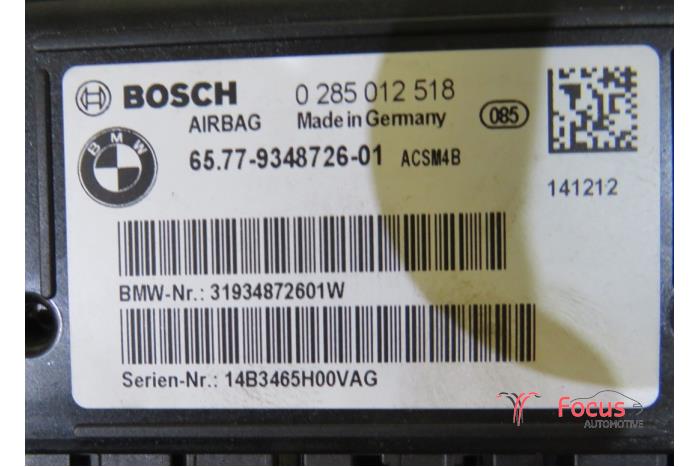 BOSCH 0 285 012 518
AIRBAG Made in Germany 085
BMW 65.77-9348726-01 ACSM4B
141212
BMW-Nr.: 31934872601W
Serien-Nr.: 14B3465H00VAG
Focus
AUTOMOTIVE